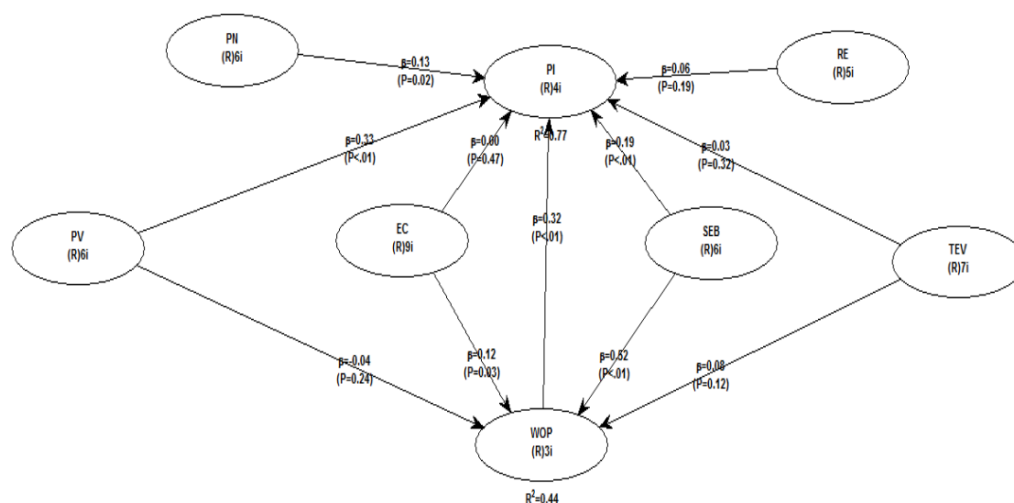 PN
(R)6i
PI
(R)4i
RE
(R)5i
β=0.13
(P=0.02)
β=0.06
(P=0.19)
R²=0.77
β=0.33
(P<.01)
β=0.00
(P=0.47)
β=0.19
(P<.01)
β=0.03
(P=0.32)
PV
(R)6i
EC
(R)9i
β=0.32
(P<.01)
SEB
(R)6i
TEV
(R)7i
β=-0.04
(P=0.24)
β=0.12
(P=0.03)
β=0.52
(P<.01)
β=0.08
(P=0.12)
WOP
(R)3i
R²=0.44